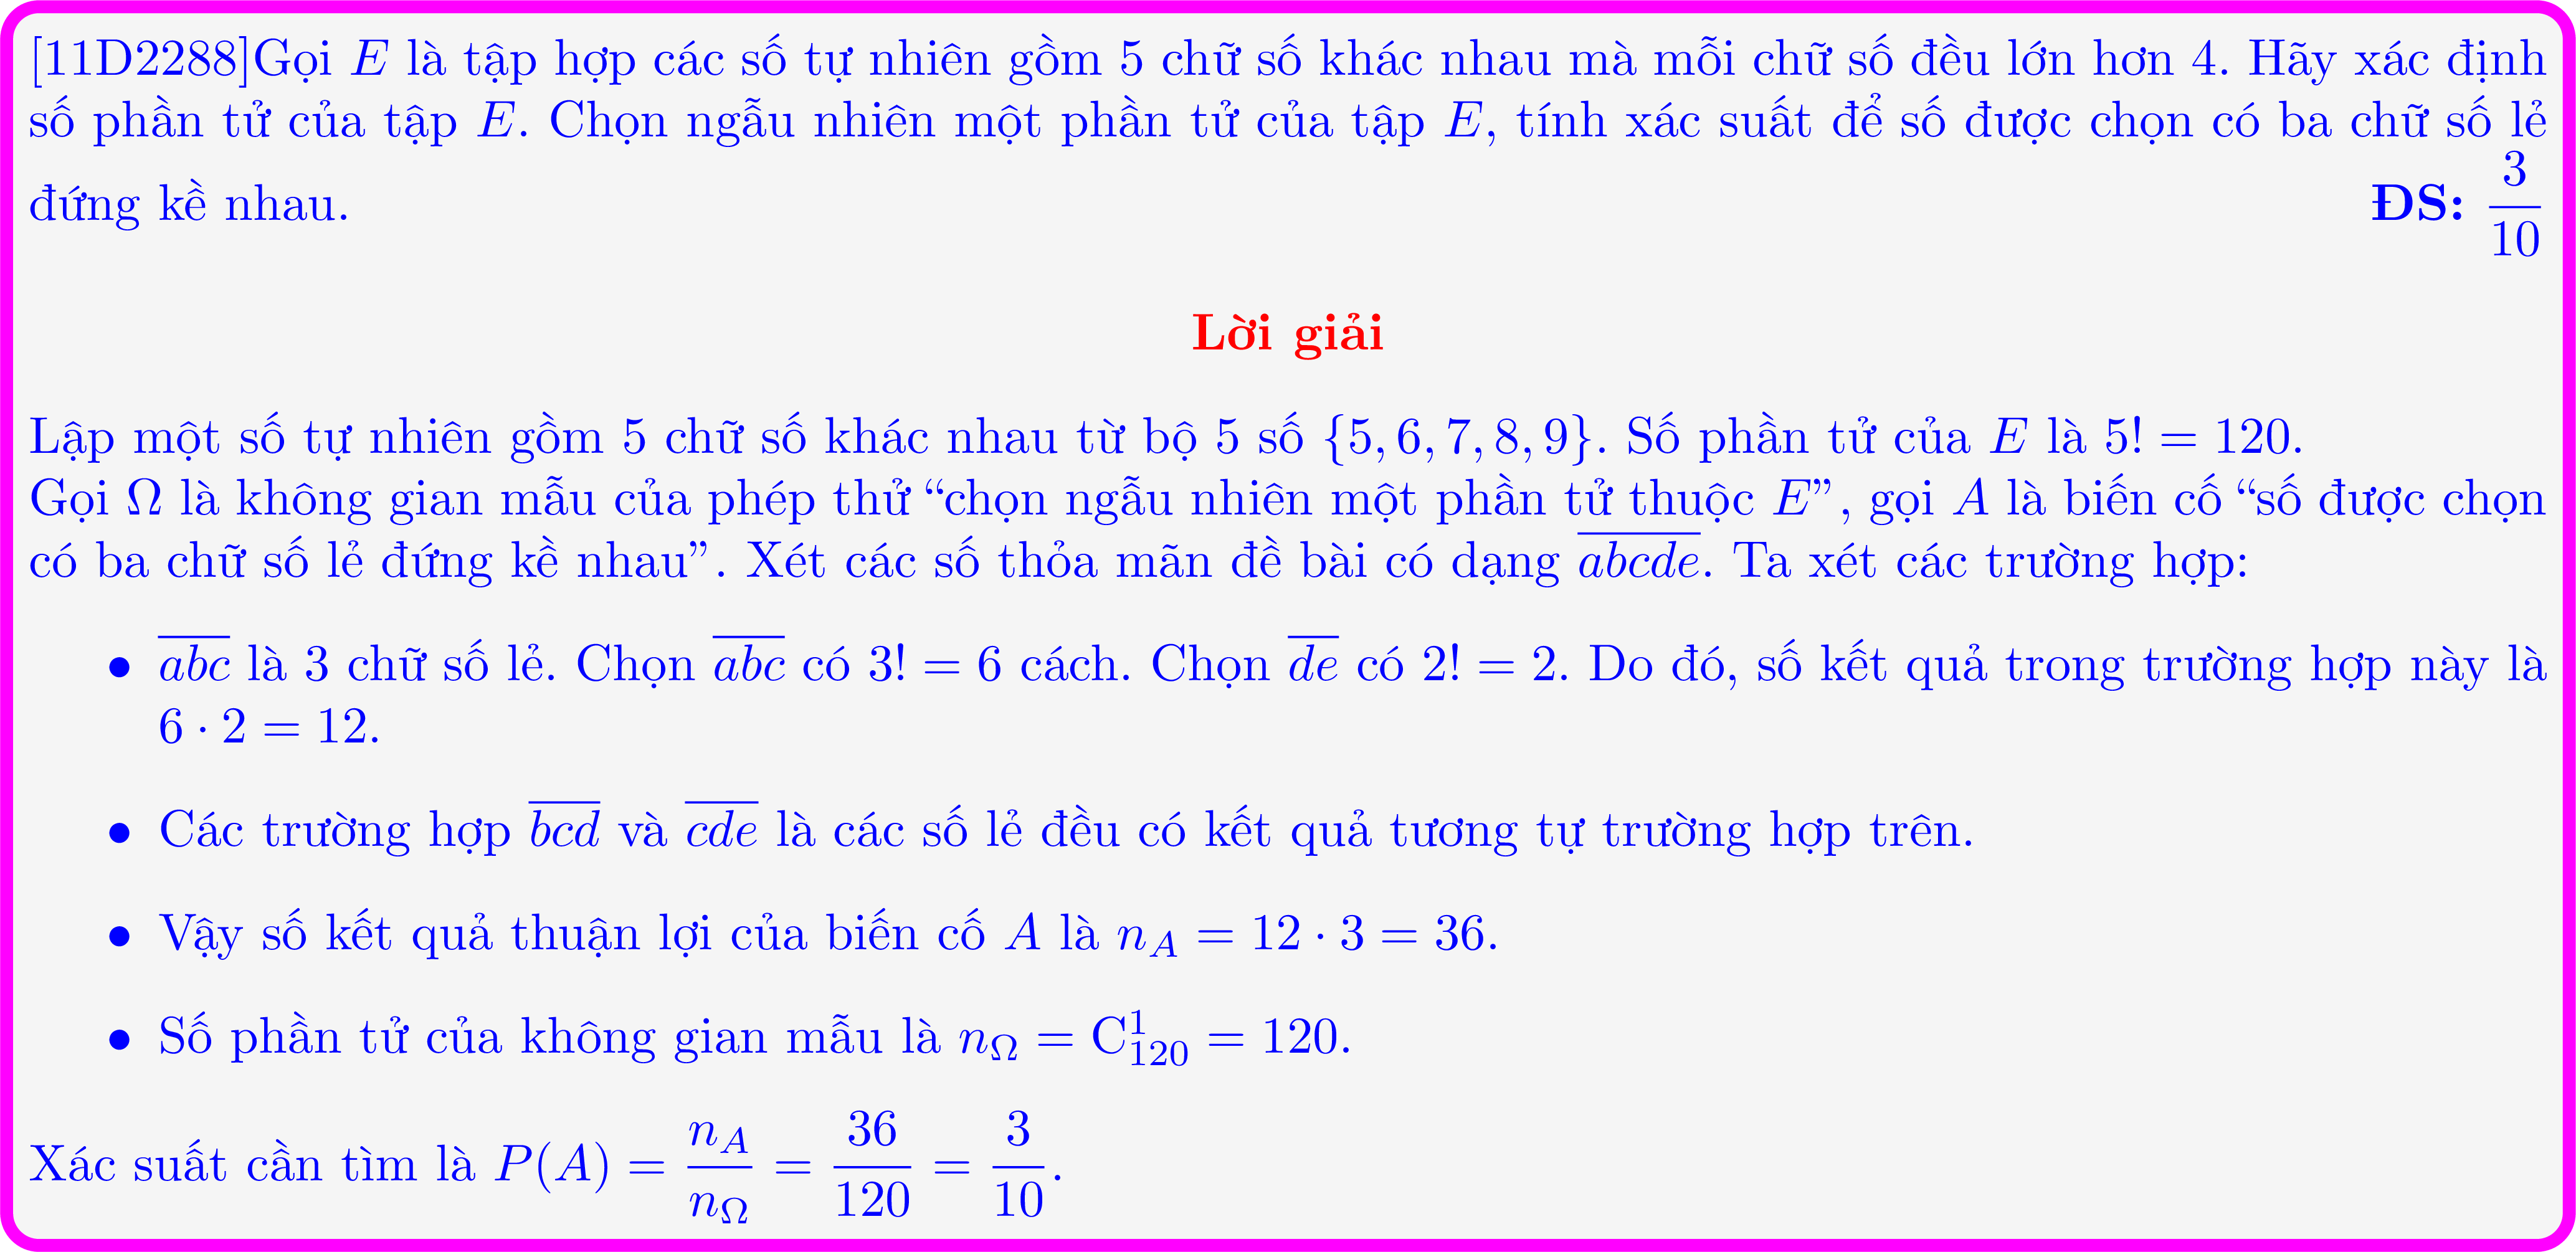 [11D2288]Gọi E là tập hợp các số tự nhiên gồm 5 chữ số khác nhau mà mỗi chữ số đều lớn hơn 4. Hãy xác định
số phần tử của tập E. Chọn ngẫu nhiên một phần tử của tập E, tính xác suất để số được chọn có ba chữ số lẻ
đứng kề nhau. ĐS: $\frac{3}{10}$
Lời giải
Lập một số tự nhiên gồm 5 chữ số khác nhau từ bộ 5 số {5, 6, 7, 8, 9}. Số phần tử của E là 5! = 120.
Gọi Ω là không gian mẫu của phép thử “chọn ngẫu nhiên một phần tử thuộc E”, gọi A là biến cố “số được chọn
có ba chữ số lẻ đứng kề nhau”. Xét các số thỏa mãn đề bài có dạng $\overline{abcde}$. Ta xét các trường hợp:
• $\overline{abc}$ là 3 chữ số lẻ. Chọn $\overline{abc}$ có 3! = 6 cách. Chọn $\overline{de}$ có 2! = 2. Do đó, số kết quả trong trường hợp này là
6 · 2 = 12.
• Các trường hợp $\overline{bcd}$ và $\overline{cde}$ là các số lẻ đều có kết quả tương tự trường hợp trên.
• Vậy số kết quả thuận lợi của biến cố A là $n_A$ = 12 · 3 = 36.
• Số phần tử của không gian mẫu là $n_Ω = \mathrm{C}_{120}^{1}$ = 120.
Xác suất cần tìm là $P(A) = \frac{n_A}{n_Ω} = \frac{36}{120} = \frac{3}{10}$.